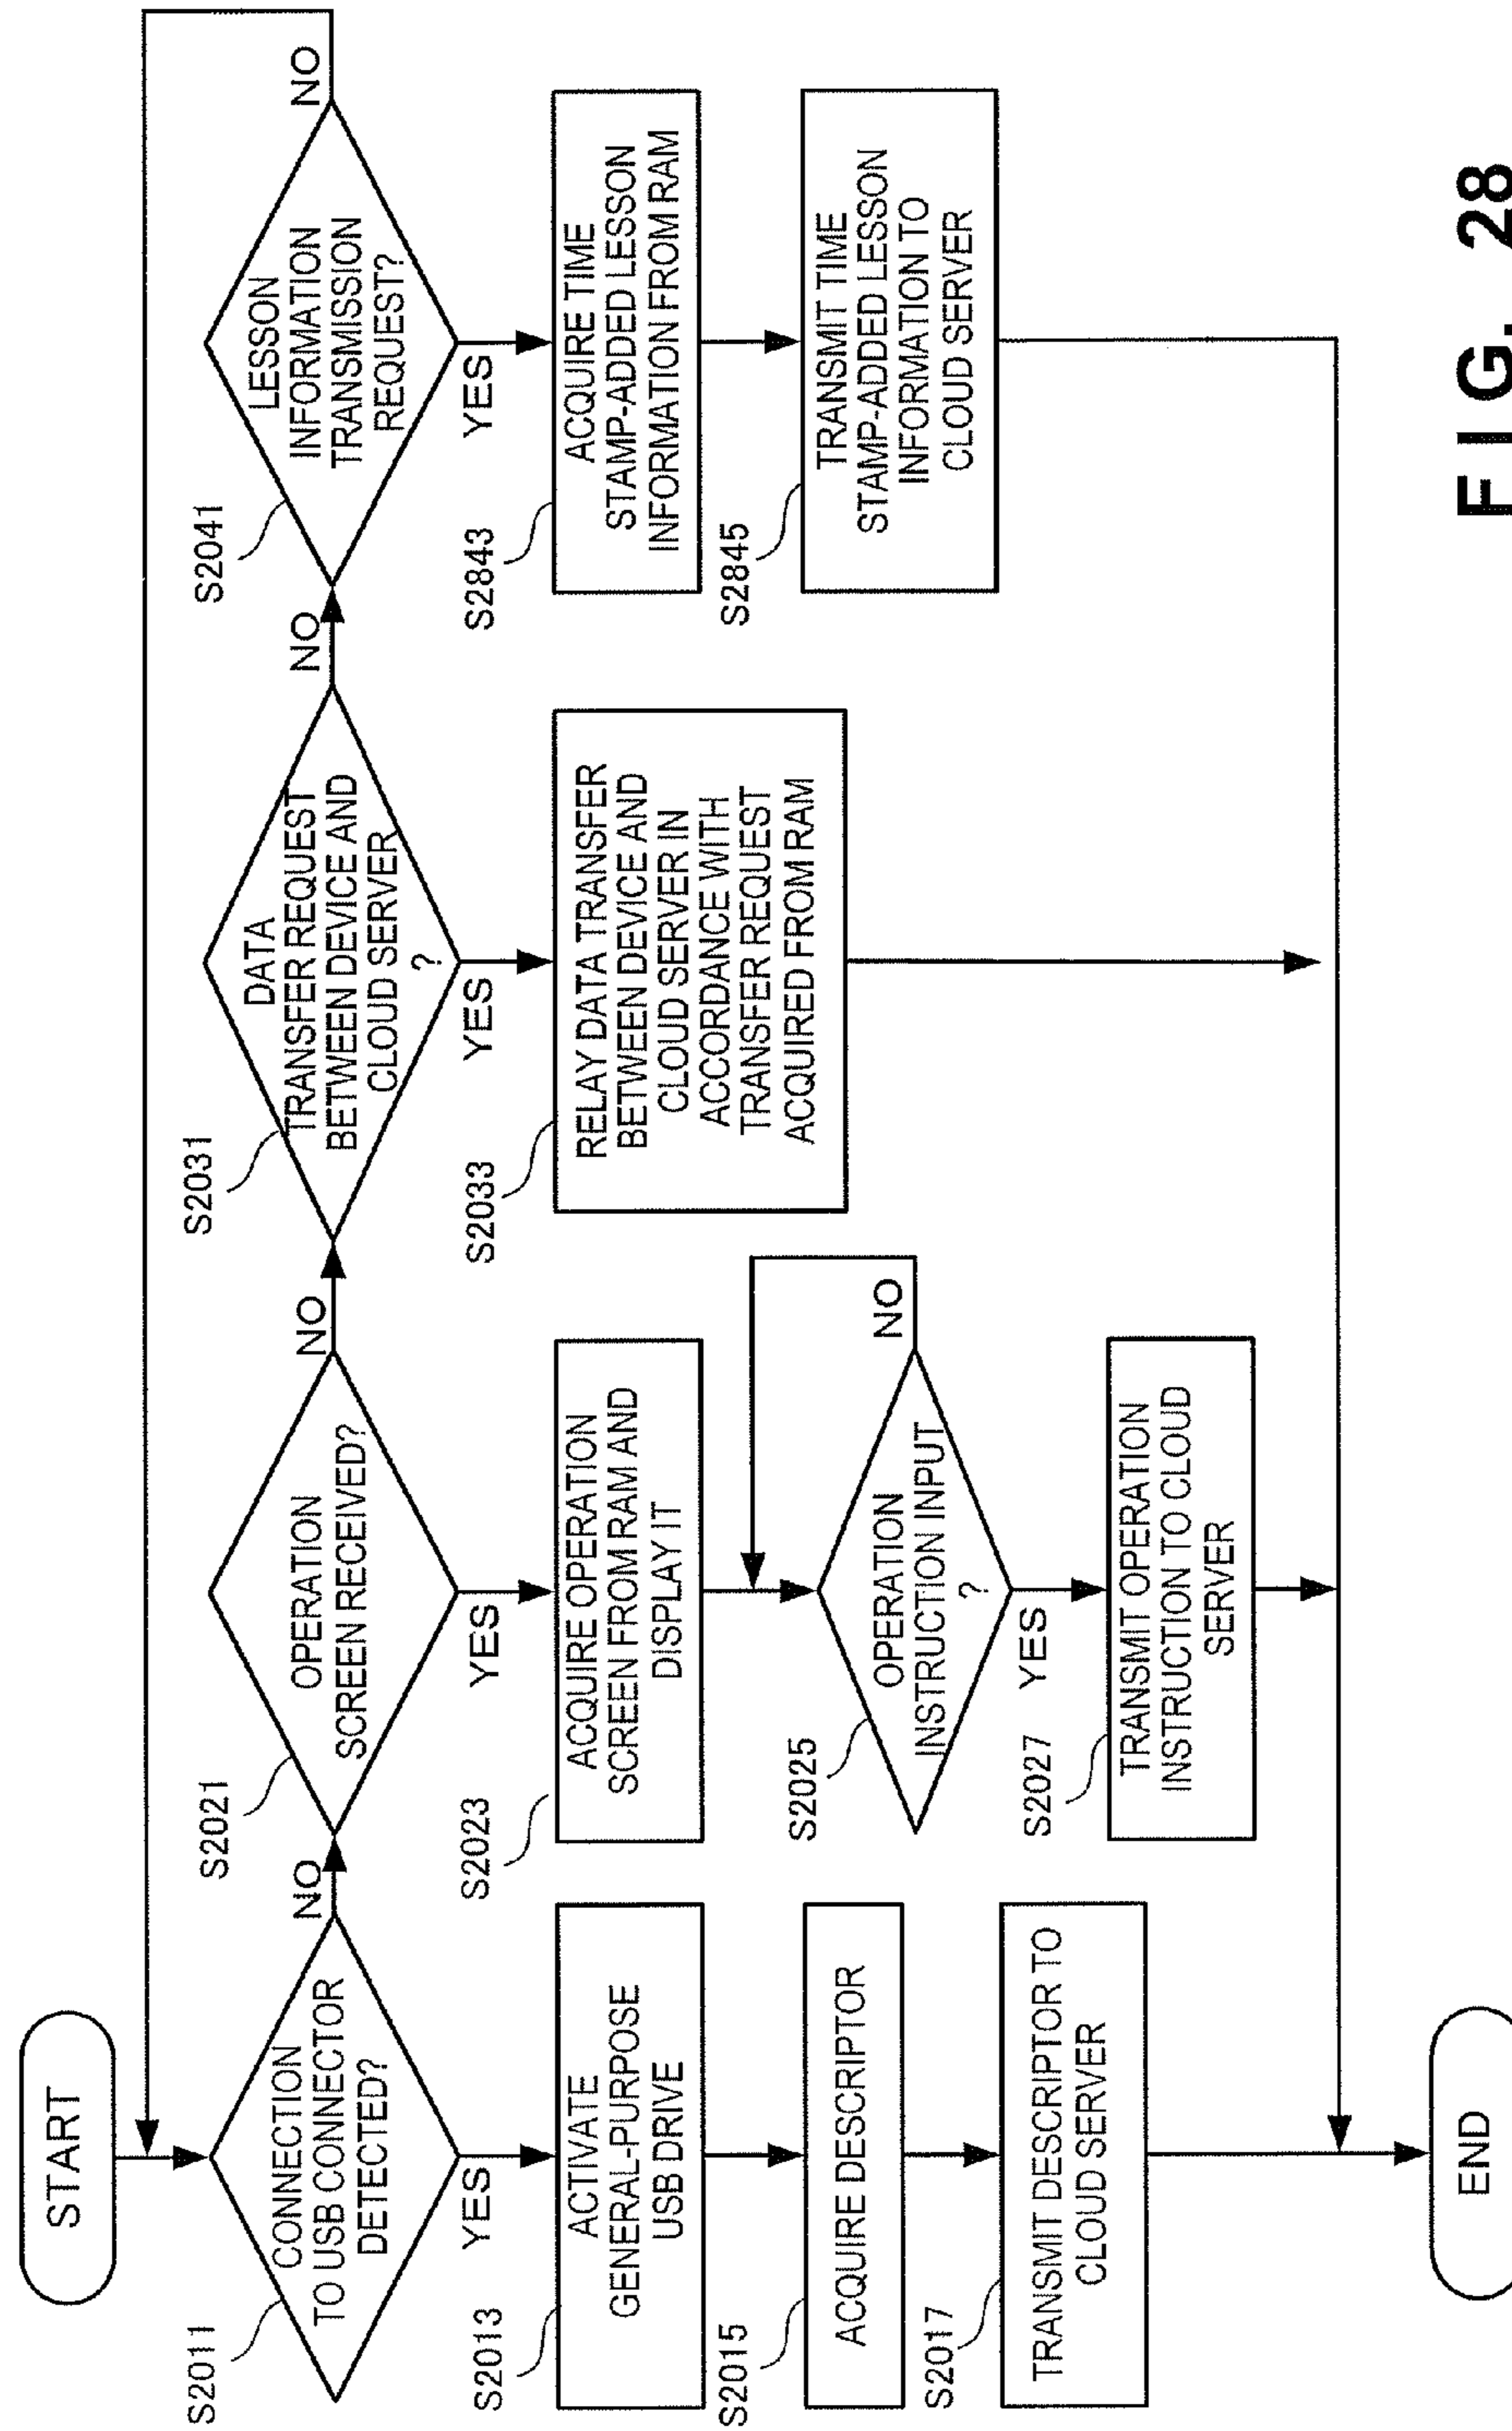 START
S2011
CONNECTION
TO USB CONNECTOR
DETECTED?
NO
YES
S2013
ACTIVATE
GENERAL-PURPOSE
USB DRIVE
S2015
ACQUIRE DESCRIPTOR
S2017
TRANSMIT DESCRIPTOR TO
CLOUD SERVER
S2021
OPERATION
SCREEN RECEIVED?
NO
YES
S2023
ACQUIRE OPERATION
SCREEN FROM RAM AND
DISPLAY IT
S2025
OPERATION
INSTRUCTION INPUT
?
NO
YES
S2027
TRANSMIT OPERATION
INSTRUCTION TO CLOUD
SERVER
S2031
DATA
TRANSFER REQUEST
BETWEEN DEVICE AND
CLOUD SERVER
?
NO
YES
S2033
RELAY DATA TRANSFER
BETWEEN DEVICE AND
CLOUD SERVER IN
ACCORDANCE WITH
TRANSFER REQUEST
ACQUIRED FROM RAM
S2041
LESSON
INFORMATION
TRANSMISSION
REQUEST?
NO
YES
S2843
ACQUIRE TIME
STAMP-ADDED LESSON
INFORMATION FROM RAM
S2845
TRANSMIT TIME
STAMP-ADDED LESSON
INFORMATION TO
CLOUD SERVER
END
FIG. 28